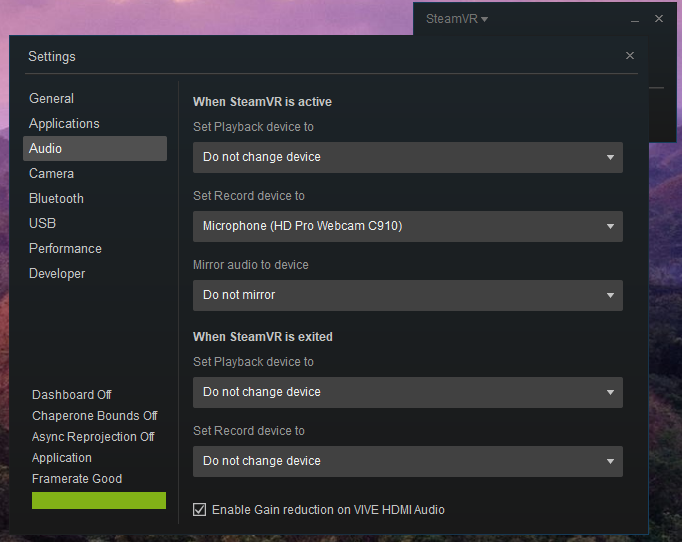 SteamVR
Settings
General
Applications
Audio
Camera
Bluetooth
USB
Performance
Developer
Dashboard Off
Chaperone Bounds Off
Async Reprojection Off
Application
Framerate Good
When SteamVR is active
Set Playback device to
Do not change device
Set Record device to
Microphone (HD Pro Webcam C910)
Mirror audio to device
Do not mirror
When SteamVR is exited
Set Playback device to
Do not change device
Set Record device to
Do not change device
Enable Gain reduction on VIVE HDMI Audio